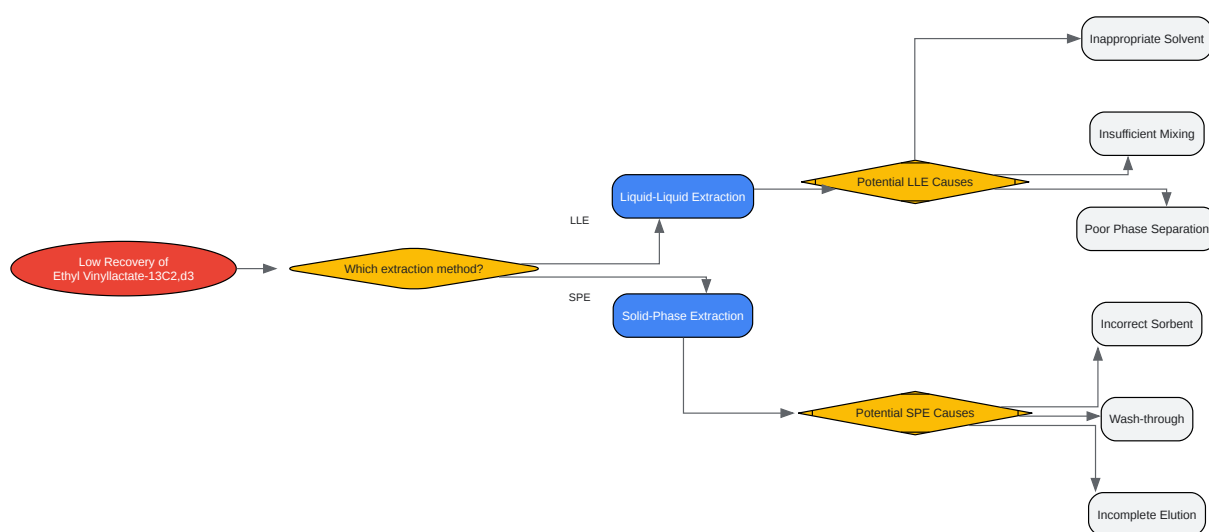 Low Recovery of
Ethyl Vinyllactate-13C2,d3
Which extraction method?
LLE
SPE
Liquid-Liquid Extraction
Solid-Phase Extraction
Potential LLE Causes
Inappropriate Solvent
Insufficient Mixing
Poor Phase Separation
Potential SPE Causes
Incorrect Sorbent
Wash-through
Incomplete Elution